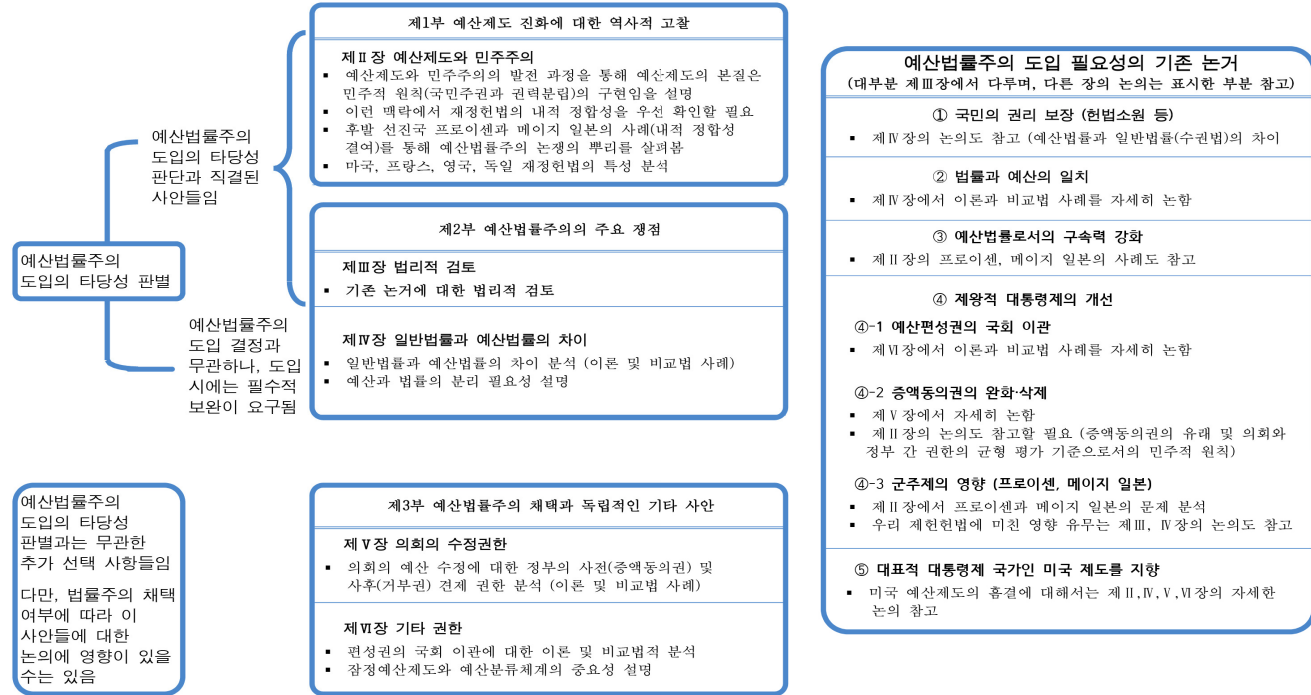 예산법률주의
도입의 타당성 판별
예산법률주의
도입의 타당성
판단과 직결된
사안들임
예산법률주의
도입 결정과
무관하나, 도입
시에는 필수적
보완이 요구됨
제1부 예산제도 진화에 대한 역사적 고찰
제Ⅱ장 예산제도와 민주주의
▪ 예산제도와 민주주의의 발전 과정을 통해 예산제도의 본질은
민주적 원칙(국민주권과 권력분립)의 구현임을 설명
▪ 이런 맥락에서 재정헌법의 내적 정합성을 우선 확인할 필요
▪ 후발 선진국 프로이센과 메이지 일본의 사례(내적 정합성
결여)를 통해 예산법률주의 논쟁의 뿌리를 살펴봄
▪ 마국, 프랑스, 영국, 독일 재정헌법의 특성 분석
제2부 예산법률주의의 주요 쟁점
제Ⅲ장 법리적 검토
▪ 기존 논거에 대한 법리적 검토
제Ⅳ장 일반법률과 예산법률의 차이
▪ 일반법률과 예산법률의 차이 분석 (이론 및 비교법 사례)
▪ 예산과 법률의 분리 필요성 설명
예산법률주의
도입의 타당성
판별과는 무관한
추가 선택 사항들임
다만, 법률주의 채택
여부에 따라 이
사안들에 대한
논의에 영향이 있을
수는 있음
제3부 예산법률주의 채택과 독립적인 기타 사안
제Ⅴ장 의회의 수정권한
▪ 의회의 예산 수정에 대한 정부의 사전(증액동의권) 및
사후(거부권) 견제 권한 분석 (이론 및 비교법 사례)
제Ⅵ장 기타 권한
▪ 편성권의 국회 이관에 대한 이론 및 비교법적 분석
▪ 잠정예산제도와 예산분류체계의 중요성 설명
예산법률주의 도입 필요성의 기존 논거
(대부분 제Ⅲ장에서 다루며, 다른 장의 논의는 표시한 부분 참고)
① 국민의 권리 보장 (헌법소원 등)
▪ 제Ⅳ장의 논의도 참고 (예산법률과 일반법률(수권법)의 차이
② 법률과 예산의 일치
▪ 제Ⅳ장에서 이론과 비교법 사례를 자세히 논함
③ 예산법률로서의 구속력 강화
▪ 제Ⅱ장의 프로이센, 메이지 일본의 사례도 참고
④ 제왕적 대통령제의 개선
④-1 예산편성권의 국회 이관
▪ 제Ⅵ장에서 이론과 비교법 사례를 자세히 논함
④-2 증액동의권의 완화·삭제
▪ 제Ⅴ장에서 자세히 논함
▪ 제Ⅱ장의 논의도 참고할 필요 (증액동의권의 유래 및 의회와
정부 간 권한의 균형 평가 기준으로서의 민주적 원칙)
④-3 군주제의 영향 (프로이센, 메이지 일본)
▪ 제Ⅱ장에서 프로이센과 메이지 일본의 문제 분석
▪ 우리 제헌헌법에 미친 영향 유무는 제Ⅲ, Ⅳ장의 논의도 참고
⑤ 대표적 대통령제 국가인 미국 제도를 지향
▪ 미국 예산제도의 흠결에 대해서는 제Ⅱ,Ⅳ,Ⅴ,Ⅵ장의 자세한
논의 참고